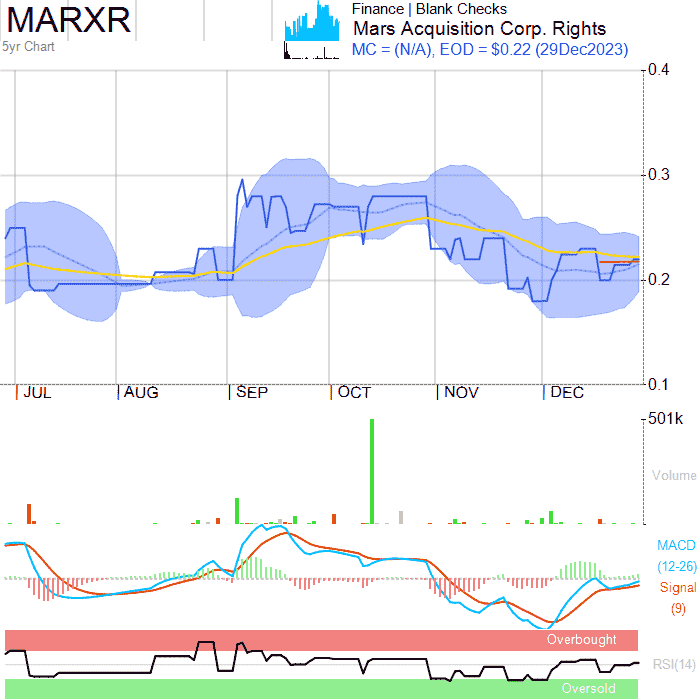 MARXR
5yr Chart
Finance | Blank Checks
Mars Acquisition Corp. Rights
MC = (N/A), EOD = $0.22 (29Dec2023)
0.4
0.3
0.2
0.1
JUL AUG SEP OCT NOV DEC
501k
Volume
MACD
(12-26)
Signal
(9)
Overbought
RSI(14)
Oversold